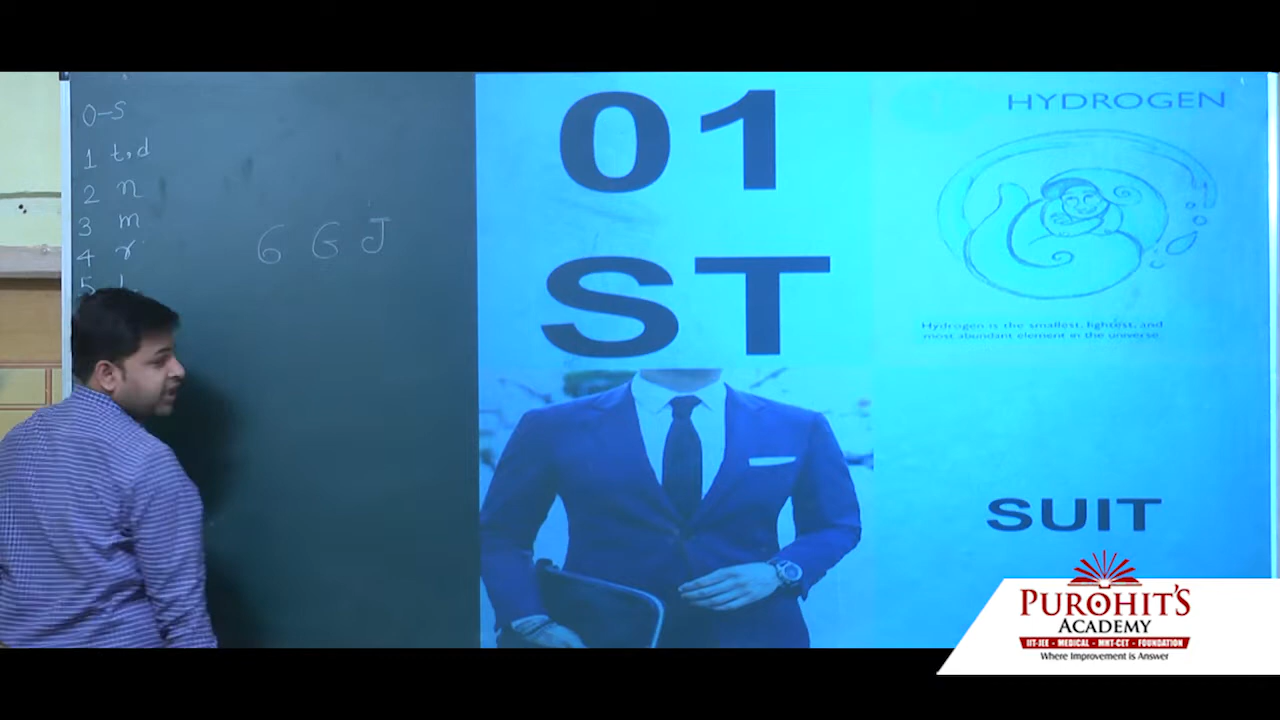 0-S
1 t,d
2 n
3 m
4 r
5
6 G J
01
ST
HYDROGEN
Hydrogen is the smallest, lightest, and
most abundant element in the universe.
SUIT
PUROHIT'S
ACADEMY
IIT-JEE - MEDICAL - MHT-CET - FOUNDATION
Where Improvement is Answer